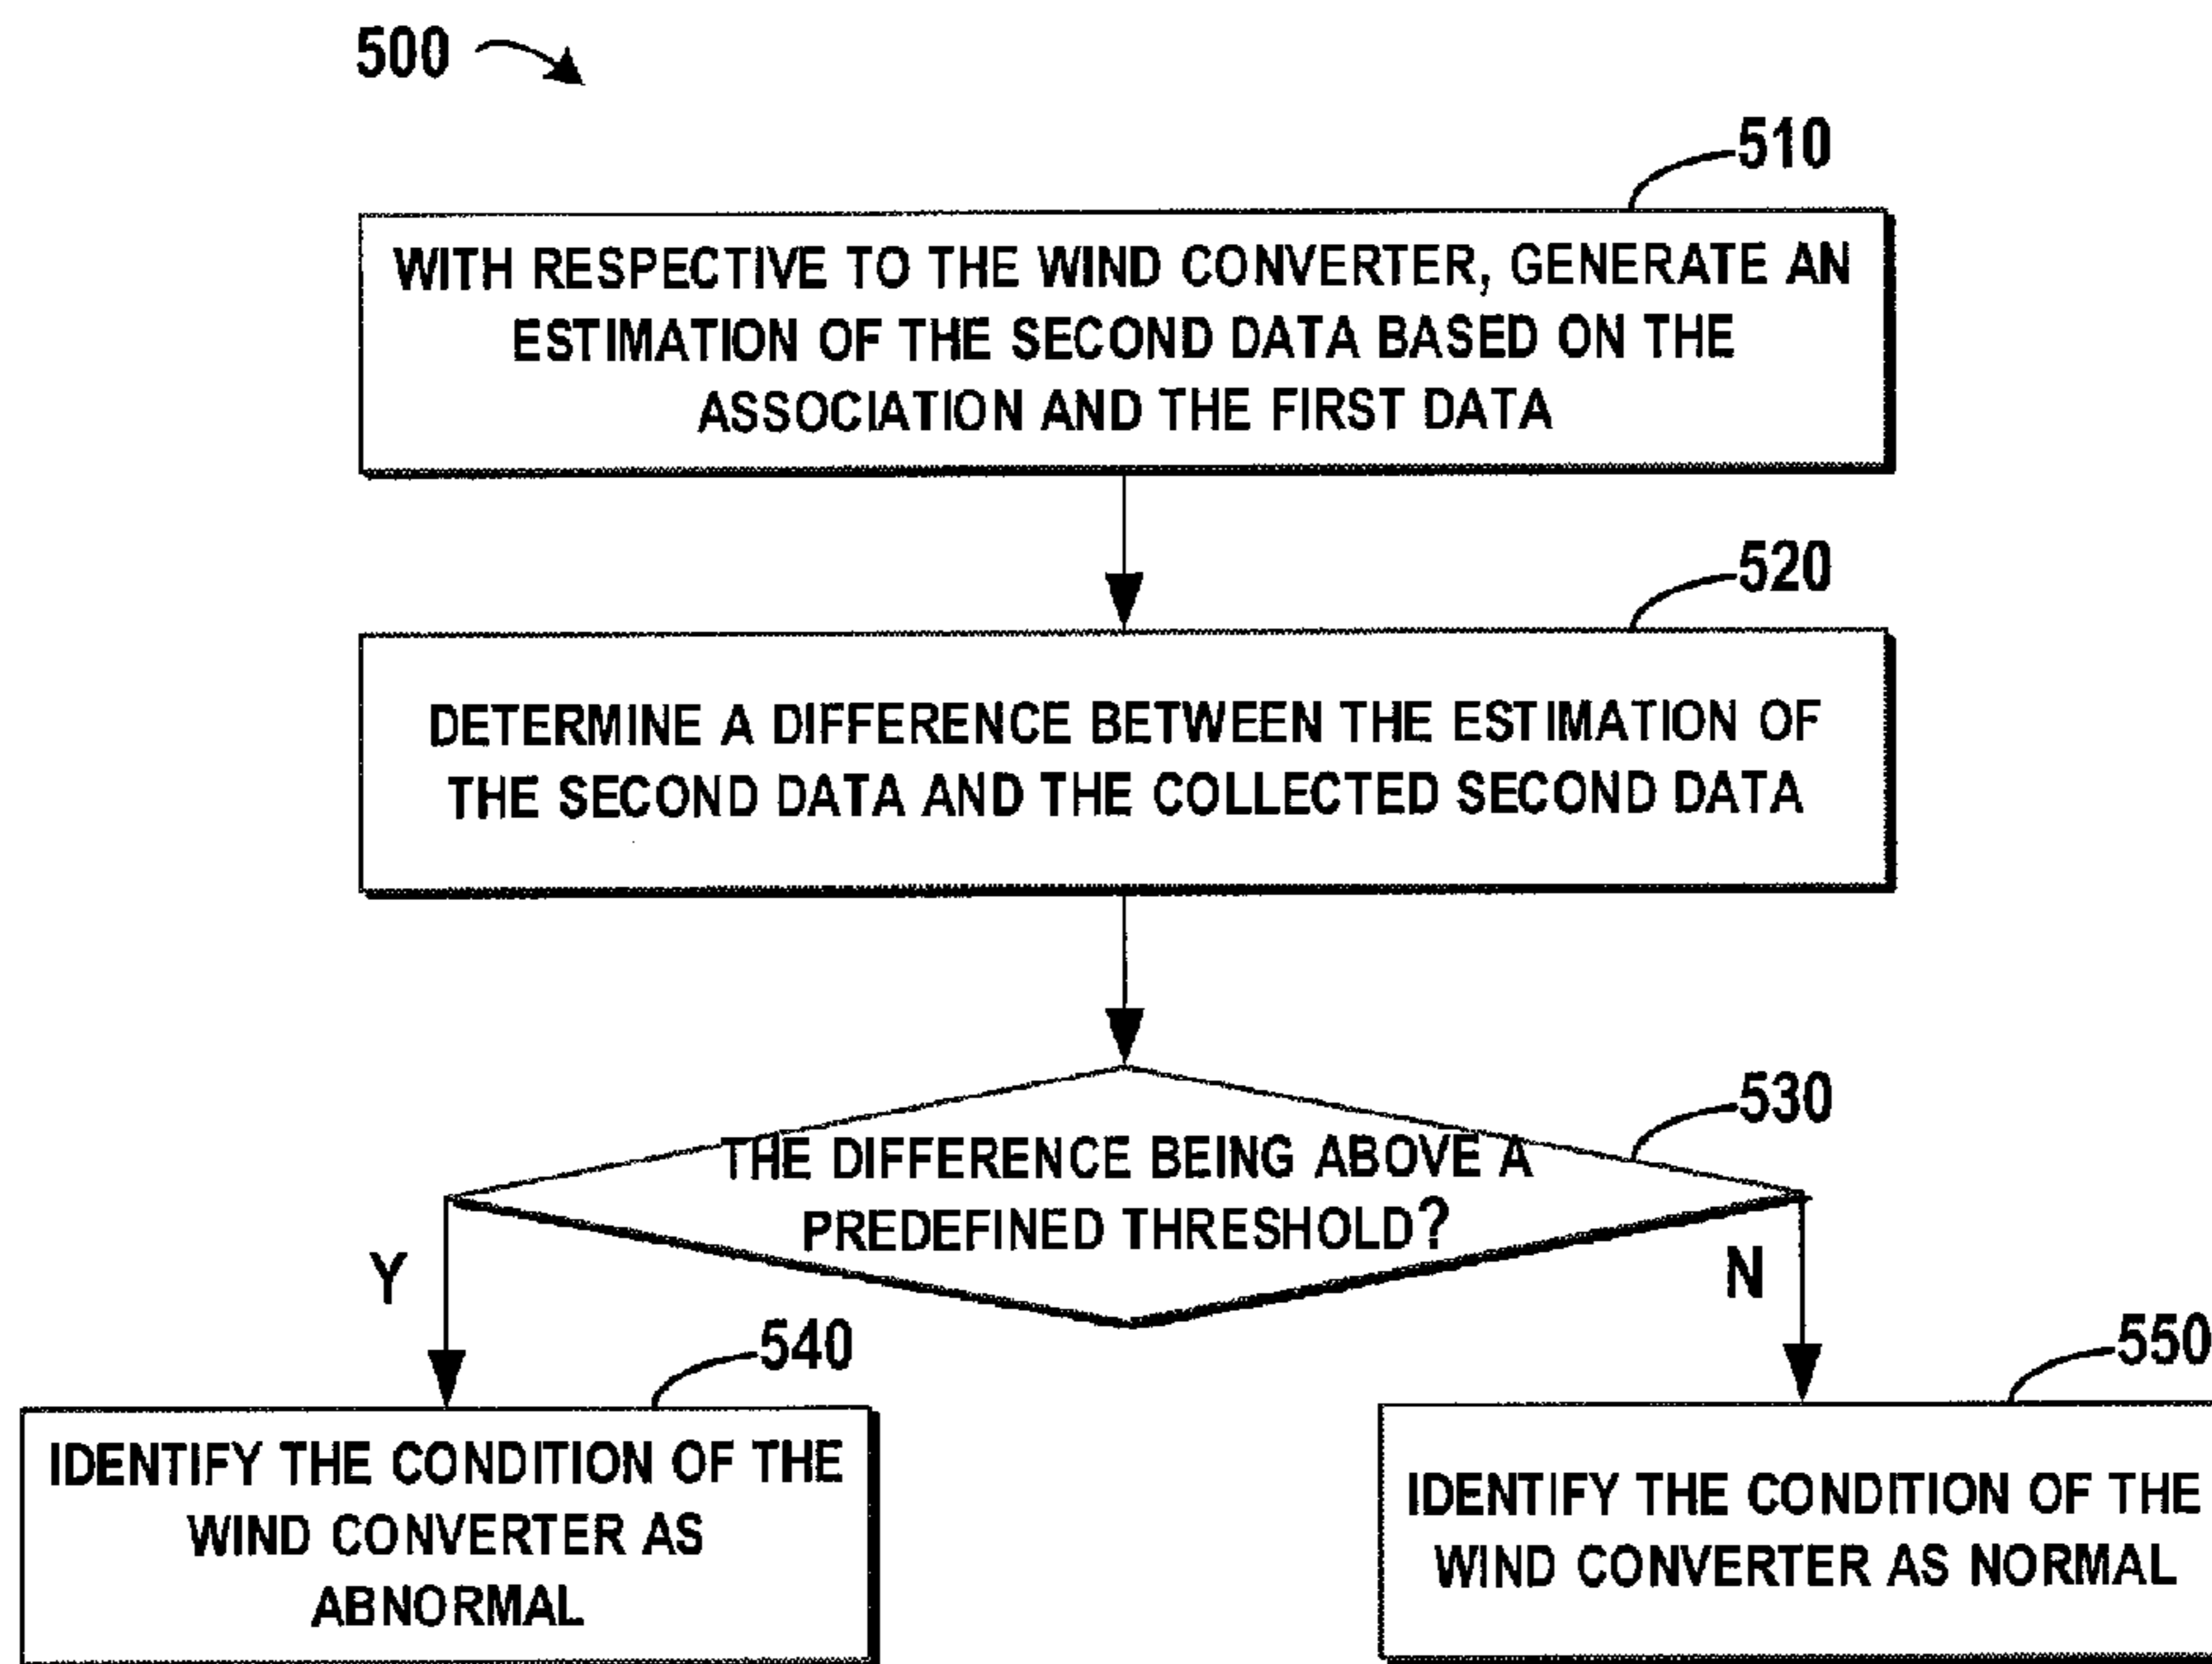 500
510
WITH RESPECTIVE TO THE WIND CONVERTER, GENERATE AN
ESTIMATION OF THE SECOND DATA BASED ON THE
ASSOCIATION AND THE FIRST DATA
520
DETERMINE A DIFFERENCE BETWEEN THE ESTIMATION OF
THE SECOND DATA AND THE COLLECTED SECOND DATA
530
THE DIFFERENCE BEING ABOVE A
PREDEFINED THRESHOLD?
Y
N
540
IDENTIFY THE CONDITION OF THE
WIND CONVERTER AS
ABNORMAL
550
IDENTIFY THE CONDITION OF THE
WIND CONVERTER AS NORMAL